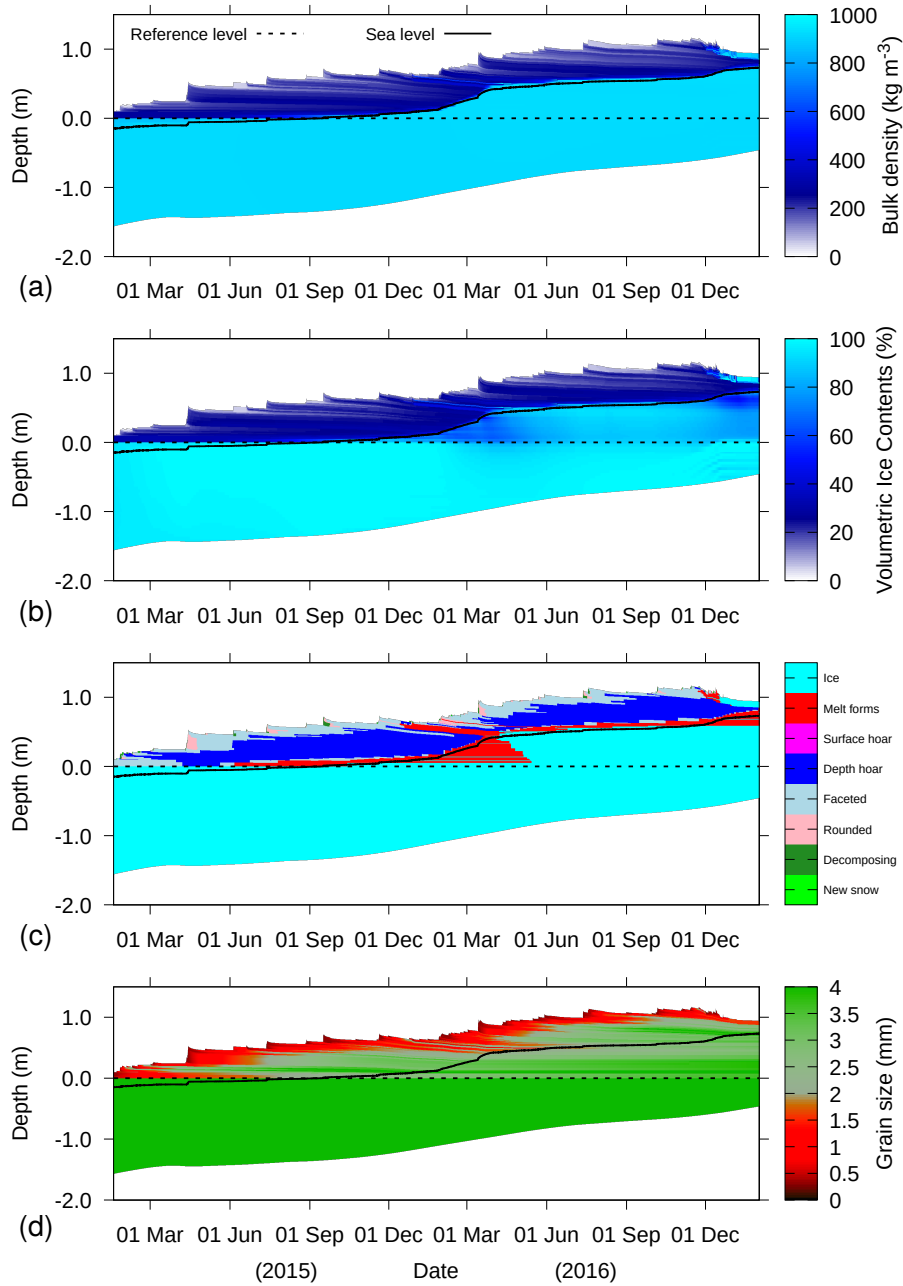 Reference level
Sea level
1.0
0.0
-1.0
-2.0
Depth (m)
01 Mar 01 Jun 01 Sep 01 Dec 01 Mar 01 Jun 01 Sep 01 Dec
1000
800
600
400
200
0
Bulk density (kg m-3)
(a)
1.0
0.0
-1.0
-2.0
Depth (m)
01 Mar 01 Jun 01 Sep 01 Dec 01 Mar 01 Jun 01 Sep 01 Dec
100
80
60
40
20
0
Volumetric Ice Contents (%)
(b)
1.0
0.0
-1.0
-2.0
Depth (m)
01 Mar 01 Jun 01 Sep 01 Dec 01 Mar 01 Jun 01 Sep 01 Dec
Ice
Melt forms
Surface hoar
Depth hoar
Faceted
Rounded
Decomposing
New snow
(c)
1.0
0.0
-1.0
-2.0
Depth (m)
01 Mar 01 Jun 01 Sep 01 Dec 01 Mar 01 Jun 01 Sep 01 Dec
4
3.5
3
2.5
2
1.5
1
0.5
0
Grain size (mm)
(d)
(2015) Date (2016)